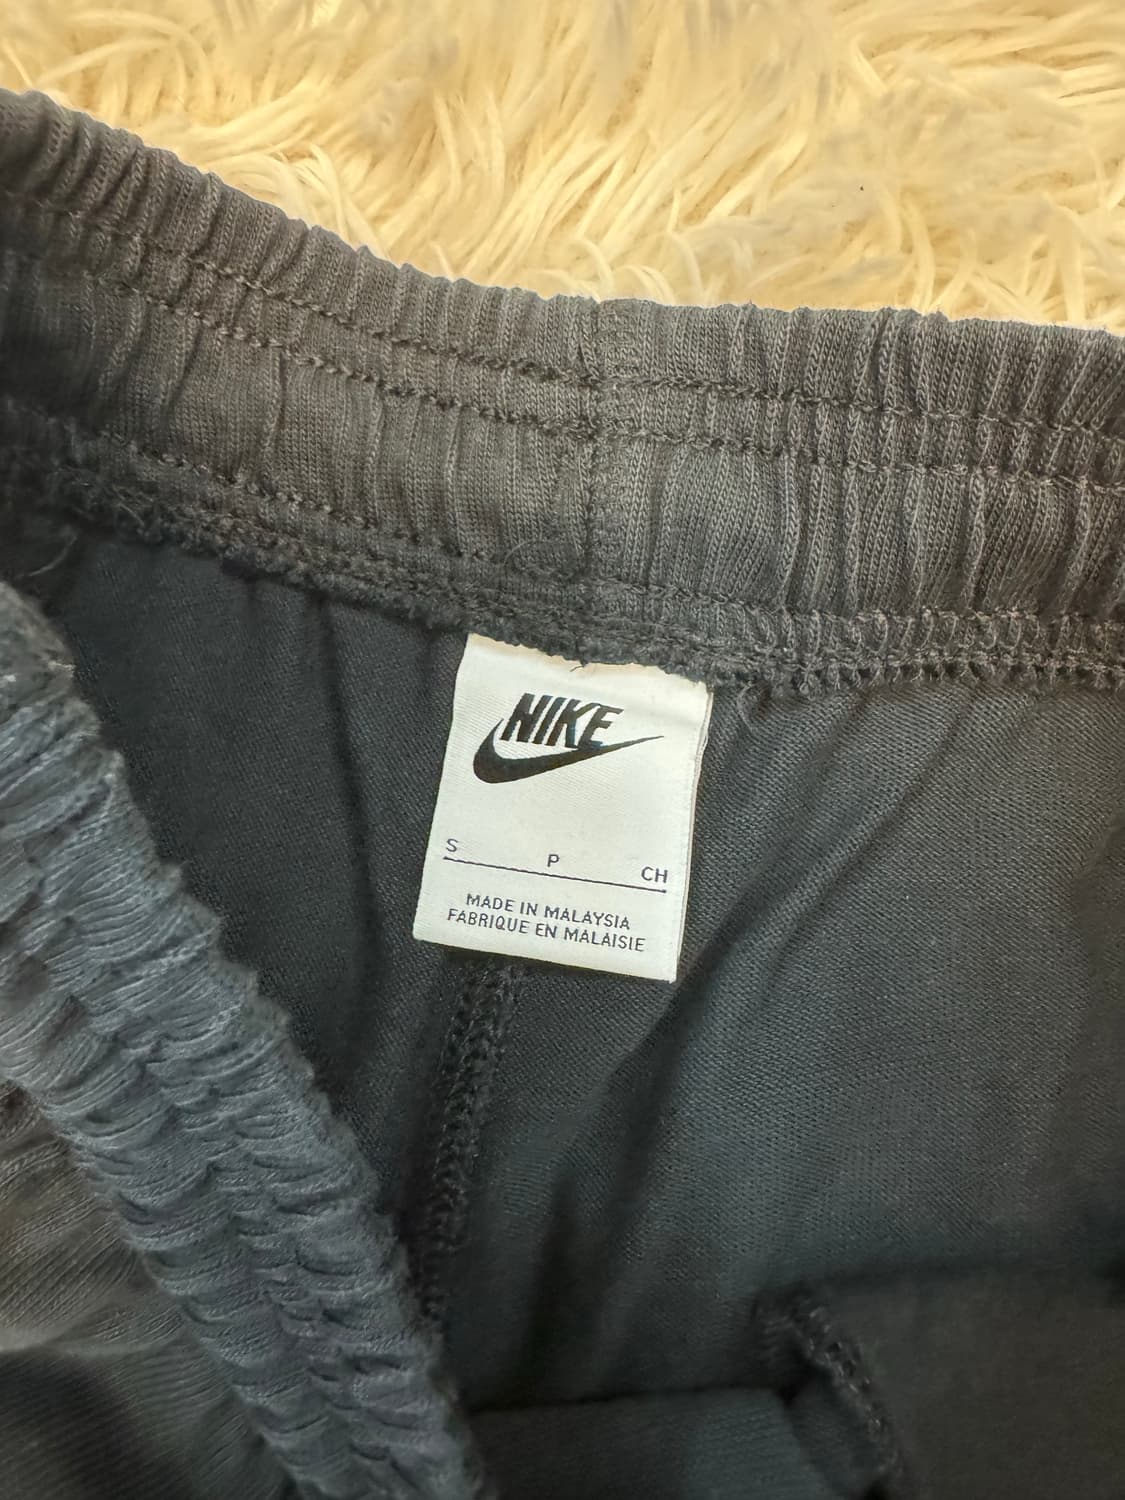 NIKE
S P CH
MADE IN MALAYSIA
FABRIQUE EN MALAISIE